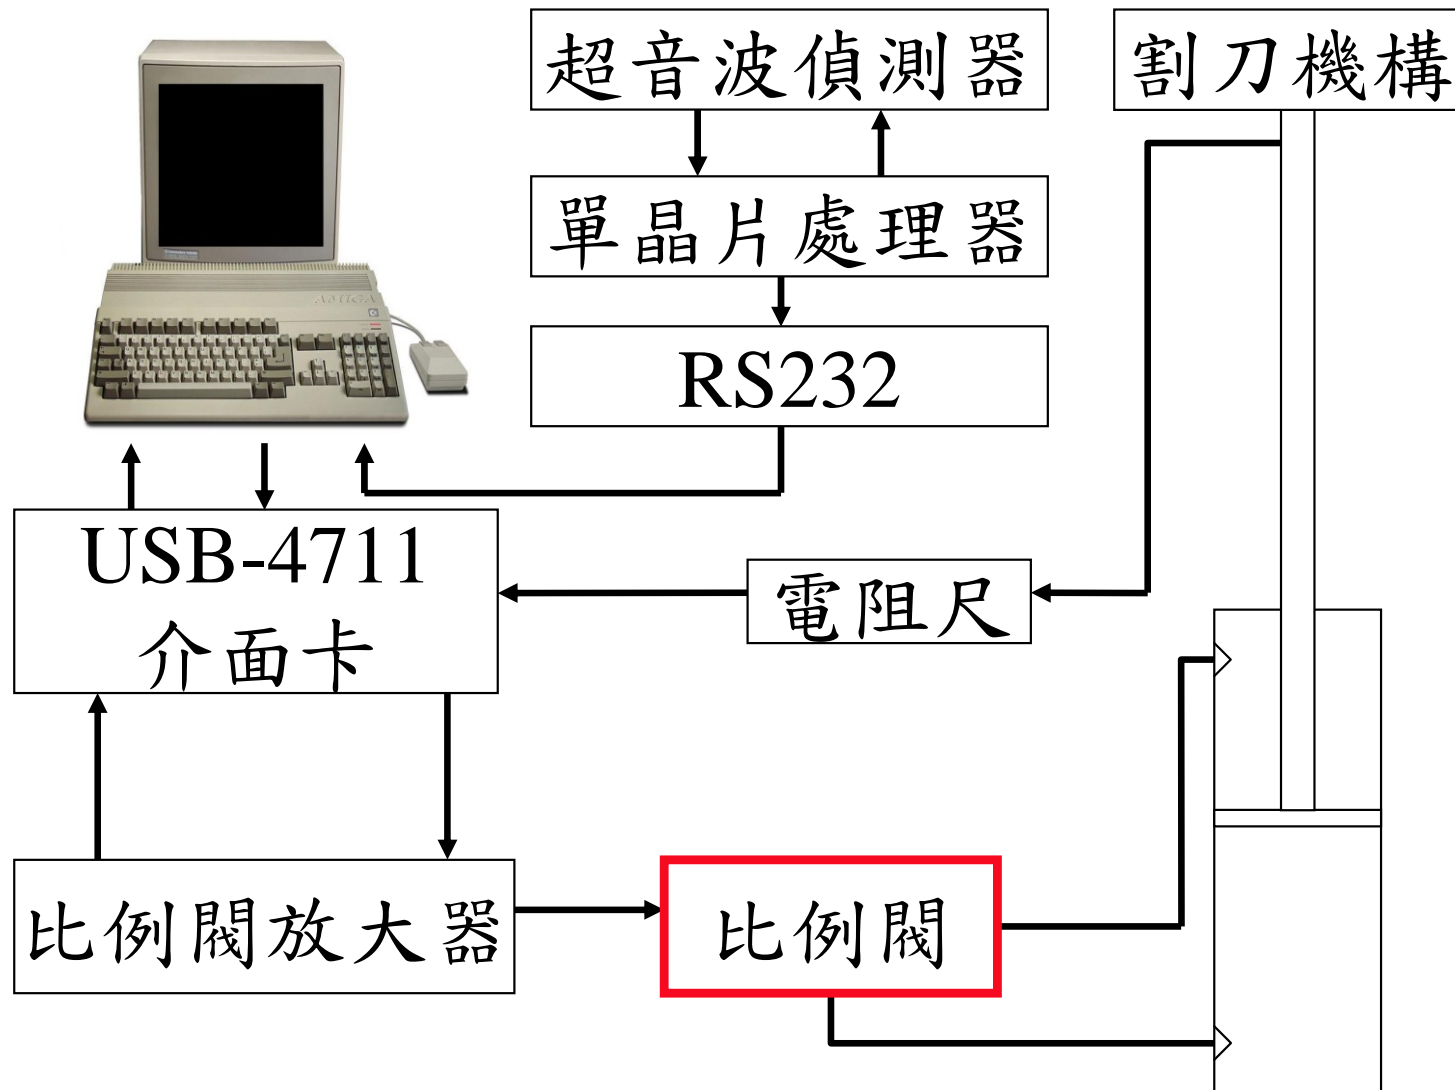 超音波偵測器
割刀機構
單晶片處理器
AMIGA
RS232
USB-4711
介面卡
電阻尺
比例閥放大器
比例閥